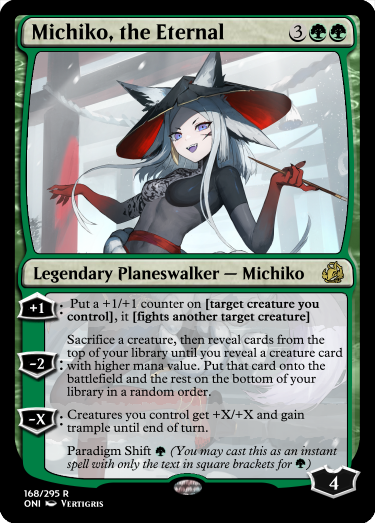 Michiko, the Eternal 3
Legendary Planeswalker — Michiko
+1: Put a +1/+1 counter on [target creature you
control], it [fights another target creature]
Sacrifice a creature, then reveal cards from the
top of your library until you reveal a creature card
-2: with higher mana value. Put that card onto the
battlefield and the rest on the bottom of your
library in a random order.
-X: Creatures you control get +X/+X and gain
trample until end of turn.
Paradigm Shift (You may cast this as an instant
spell with only the text in square brackets for )
4
168/295 R
ONI VERTIGRIS